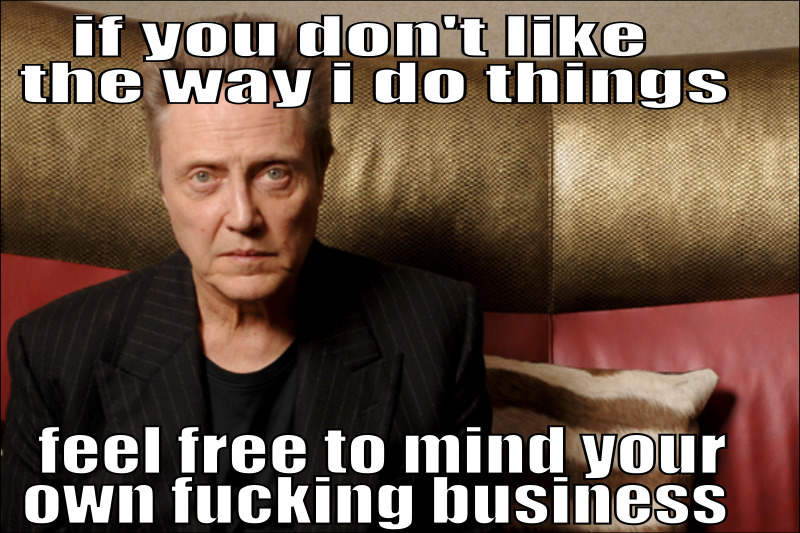 if you don't like
the way i do things
feel free to mind your
own fucking business